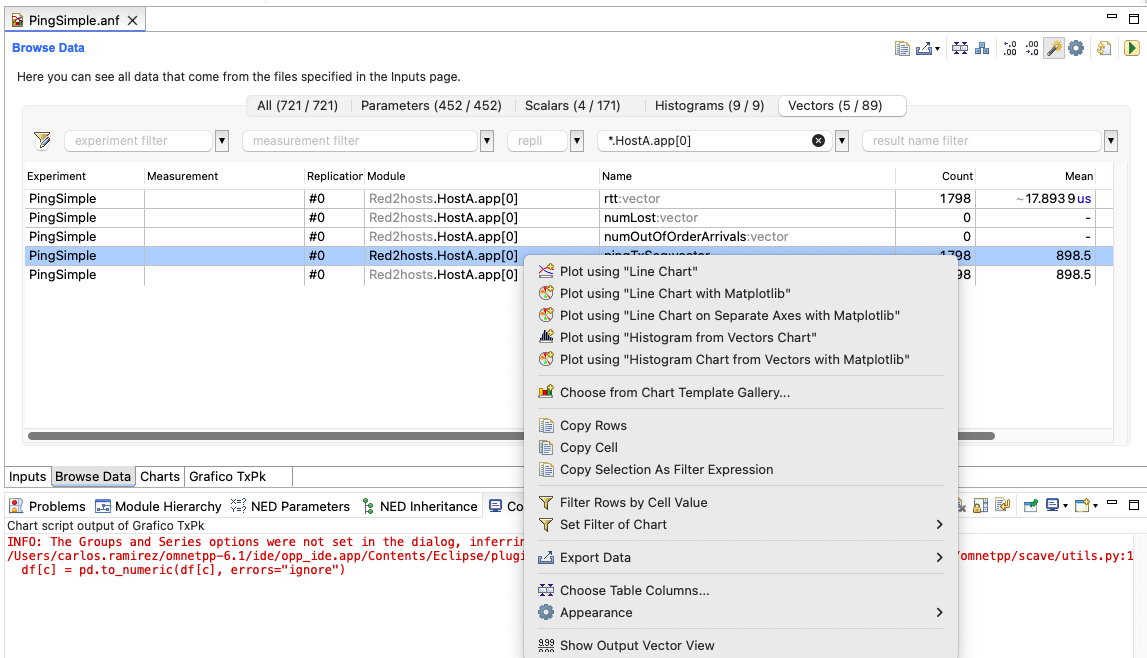 PingSimple.anf
Browse Data
Here you can see all data that come from the files specified in the Inputs page.
All (721 / 721) Parameters (452 / 452) Scalars (4 / 171) Histograms (9 / 9) Vectors (5 / 89)
experiment filter measurement filter repli *.HostA.app[0] result name filter
Experiment Measurement Replication Module Name Count Mean
PingSimple #0 Red2hosts.HostA.app[0] rtt:vector 1798 ~17.8939us
PingSimple #0 Red2hosts.HostA.app[0] numLost:vector 0 -
PingSimple #0 Red2hosts.HostA.app[0] numOutOfOrderArrivals:vector 0 -
PingSimple #0 Red2hosts.HostA.app[0] pingTxSeq:vector 1798 898.5
PingSimple #0 Red2hosts.HostA.app[0] 98 898.5
Plot using "Line Chart"
Plot using "Line Chart with Matplotlib"
Plot using "Line Chart on Separate Axes with Matplotlib"
Plot using "Histogram from Vectors Chart"
Plot using "Histogram Chart from Vectors with Matplotlib"
Choose from Chart Template Gallery...
Copy Rows
Copy Cell
Copy Selection As Filter Expression
Filter Rows by Cell Value
Set Filter of Chart
Export Data
Choose Table Columns...
Appearance
Show Output Vector View
Inputs Browse Data Charts Grafico TxPk
Problems Module Hierarchy NED Parameters NED Inheritance Co
Chart script output of Grafico TxPk
INFO: The Groups and Series options were not set in the dialog, inferrin
/Users/carlos.ramirez/omnetpp-6.1/ide/opp_ide.app/Contents/Eclipse/plugi /omnetpp/scave/utils.py:1
df[c] = pd.to_numeric(df[c], errors="ignore")